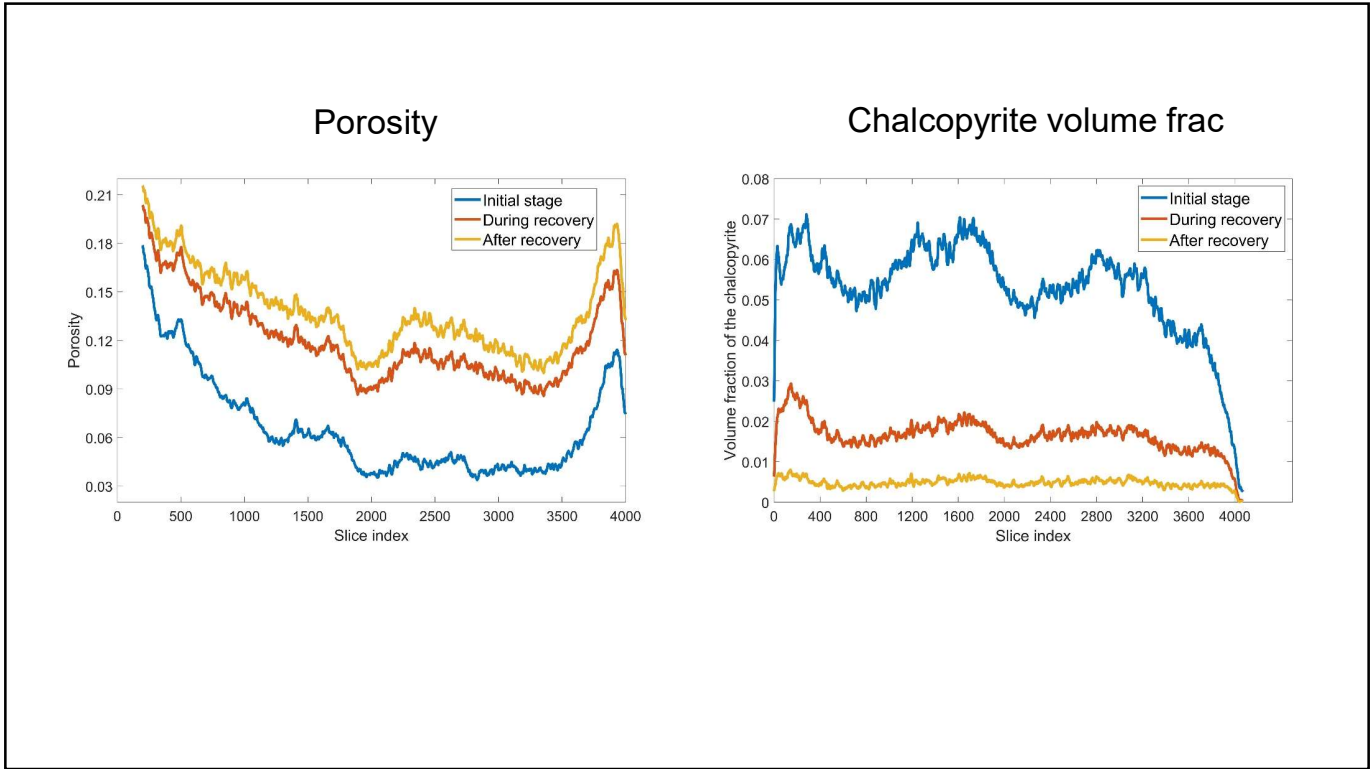 Porosity
0.21
0.18
0.15
0.12
0.09
0.06
0.03
Porosity
Initial stage
During recovery
After recovery
0 500 1000 1500 2000 2500 3000 3500 4000
Slice index
Chalcopyrite volume frac
0.08
0.07
0.06
0.05
0.04
0.03
0.02
0.01
0
Volume fraction of the chalcopyrite
Initial stage
During recovery
After recovery
0 400 800 1200 1600 2000 2400 2800 3200 3600 4000
Slice index